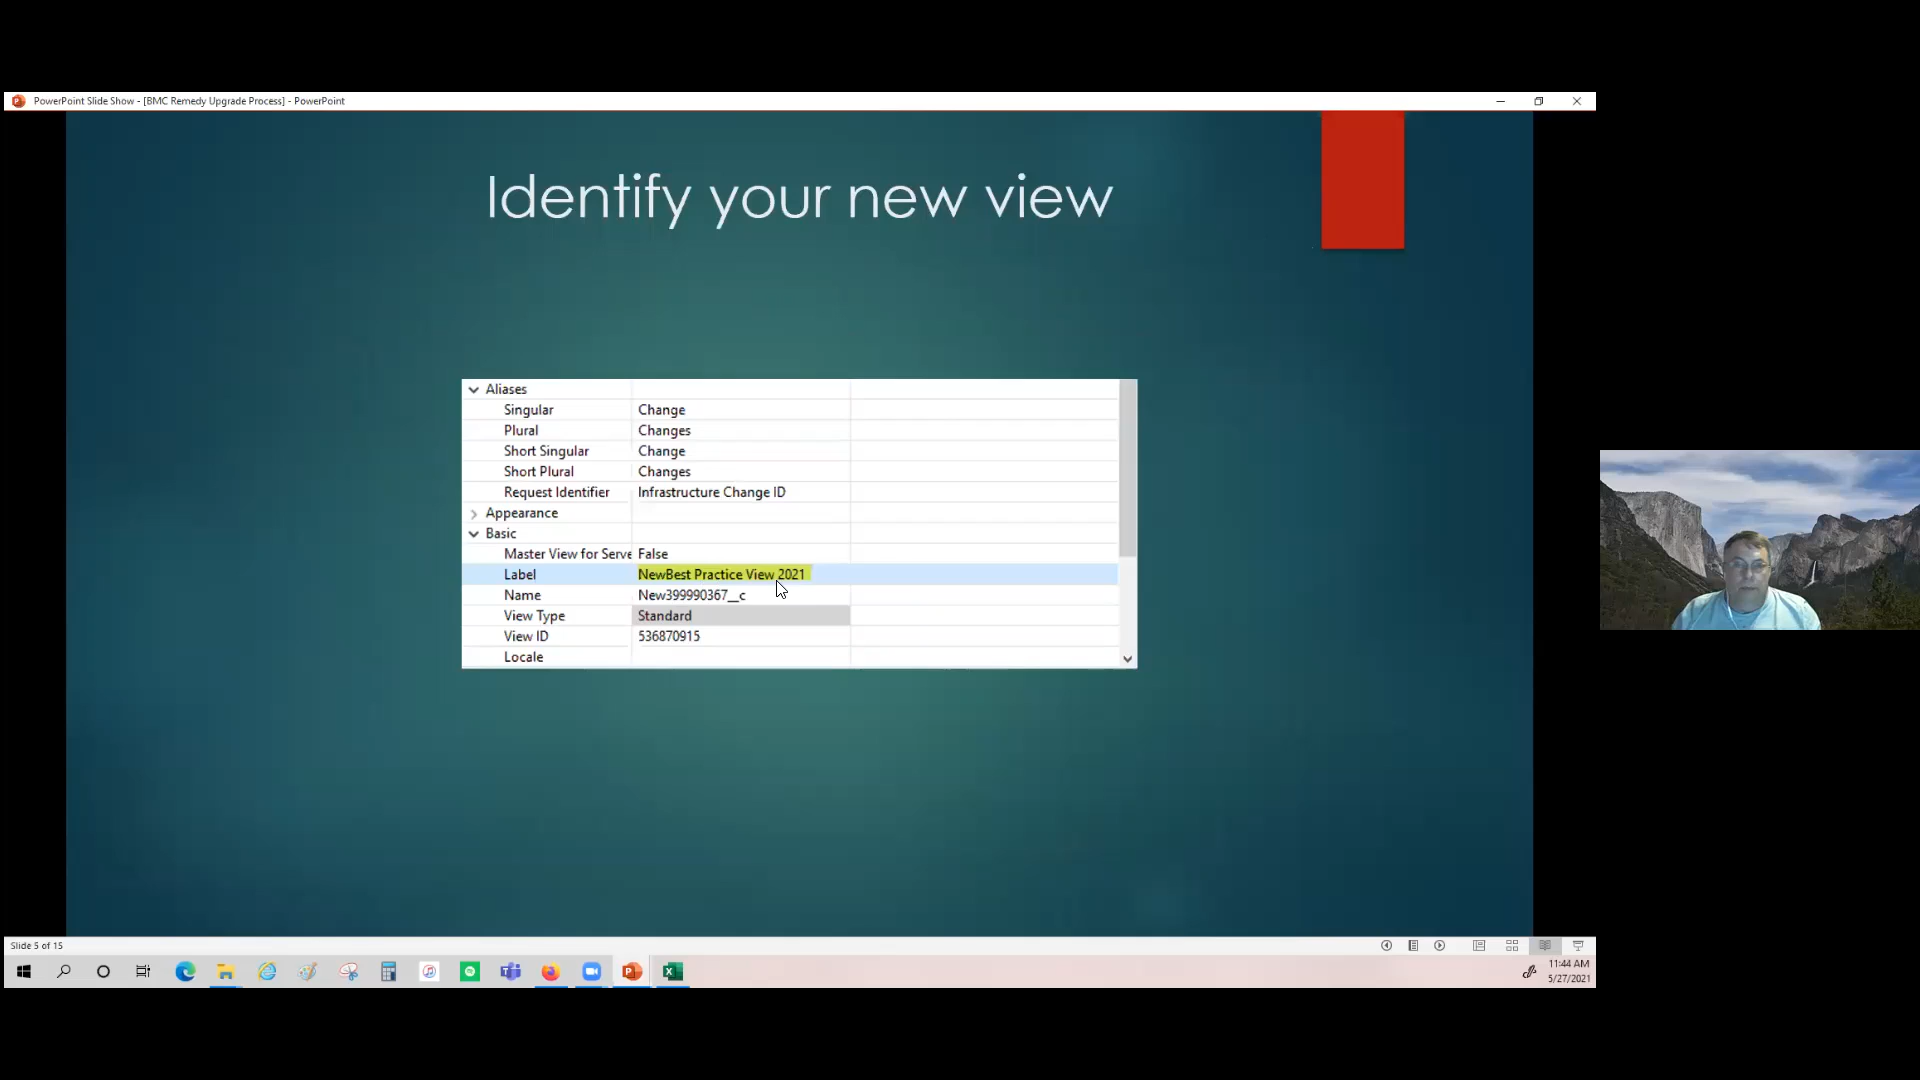 PowerPoint Slide Show - [BMC Remedy Upgrade Process] - PowerPoint
Identify your new view
Aliases
Singular Change
Plural Changes
Short Singular Change
Short Plural Changes
Request Identifier Infrastructure Change ID
Appearance
Basic
Master View for Serve False
Label NewBest Practice View 2021
Name New399990367__c
View Type Standard
View ID 536870915
Locale
Slide 5 of 15
11:44 AM
5/27/2021